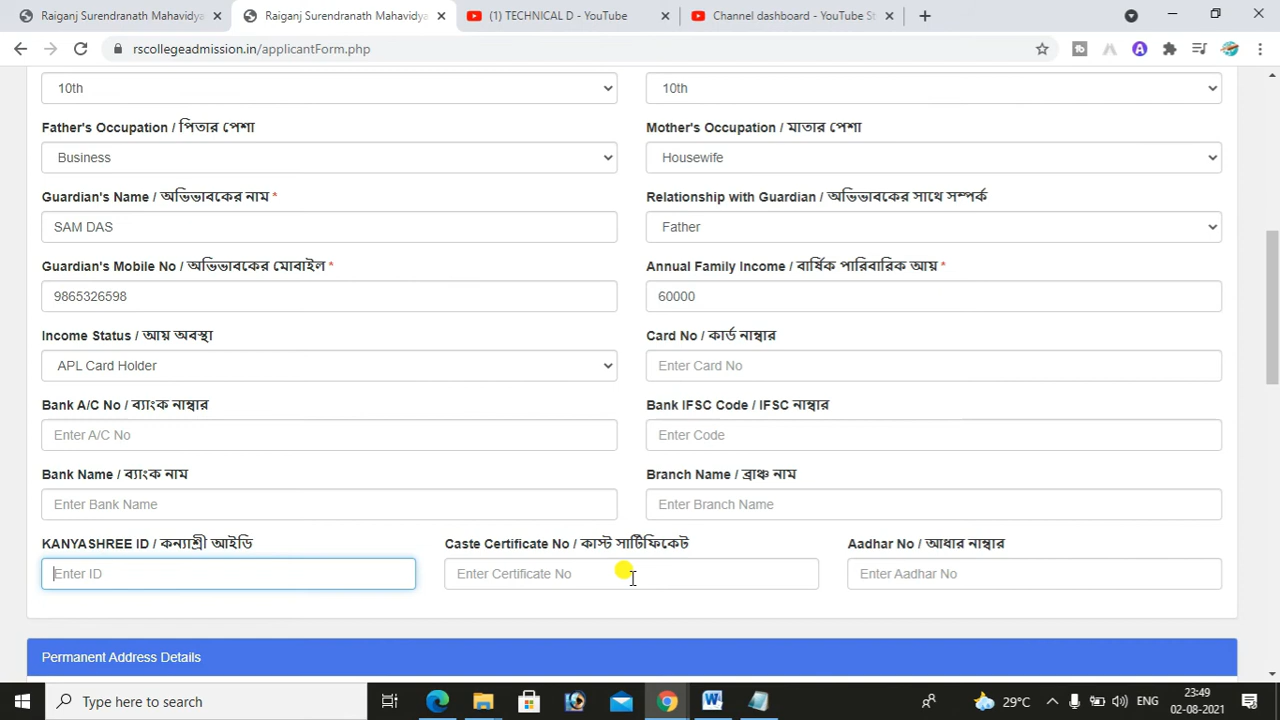 Raiganj Surendranath Mahavidya
Raiganj Surendranath Mahavidya
(1) TECHNICAL D - YouTube
Channel dashboard - YouTube St
rscollegeadmission.in/applicantForm.php
10th
10th
Father's Occupation / পিতার পেশা
Mother's Occupation / মাতার পেশা
Business
Housewife
Guardian's Name / অভিভাবকের নাম *
Relationship with Guardian / অভিভাবকের সাথে সম্পর্ক
SAM DAS
Father
Guardian's Mobile No / অভিভাবকের মোবাইল *
Annual Family Income / বার্ষিক পারিবারিক আয় *
9865326598
60000
Income Status / আয় অবস্থা
Card No / কার্ড নাম্বার
APL Card Holder
Enter Card No
Bank A/C No / ব্যাংক নাম্বার
Bank IFSC Code / IFSC নাম্বার
Enter A/C No
Enter Code
Bank Name / ব্যাংক নাম
Branch Name / ব্রাঞ্চ নাম
Enter Bank Name
Enter Branch Name
KANYASHREE ID / কন্যাশ্রী আইডি
Caste Certificate No / কাস্ট সার্টিফিকেট
Aadhar No / আধার নাম্বার
Enter ID
Enter Certificate No
Enter Aadhar No
Permanent Address Details
Type here to search
29°C
ENG
23:49
02-08-2021